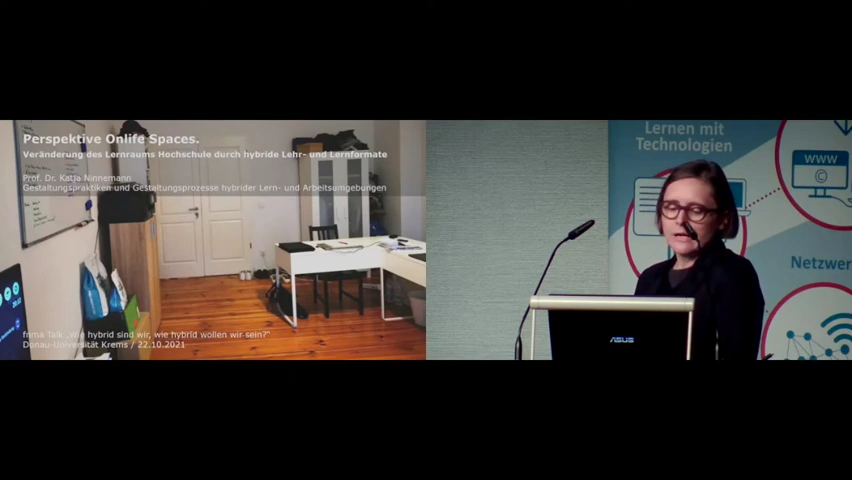 Perspektive Onlife Spaces.
Veränderung des Lernraums Hochschule durch hybride Lehr- und Lernformate
Prof. Dr. Katja Ninnemann
Gestaltungspraktiken und Gestaltungsprozesse hybrider Lern- und Arbeitsumgebungen
fnma Talk „Wie hybrid sind wir, wie hybrid wollen wir sein?"
Donau-Universität Krems / 22.10.2021
Lernen mit
Technologien
WWW
C
Netzwer
ASUS